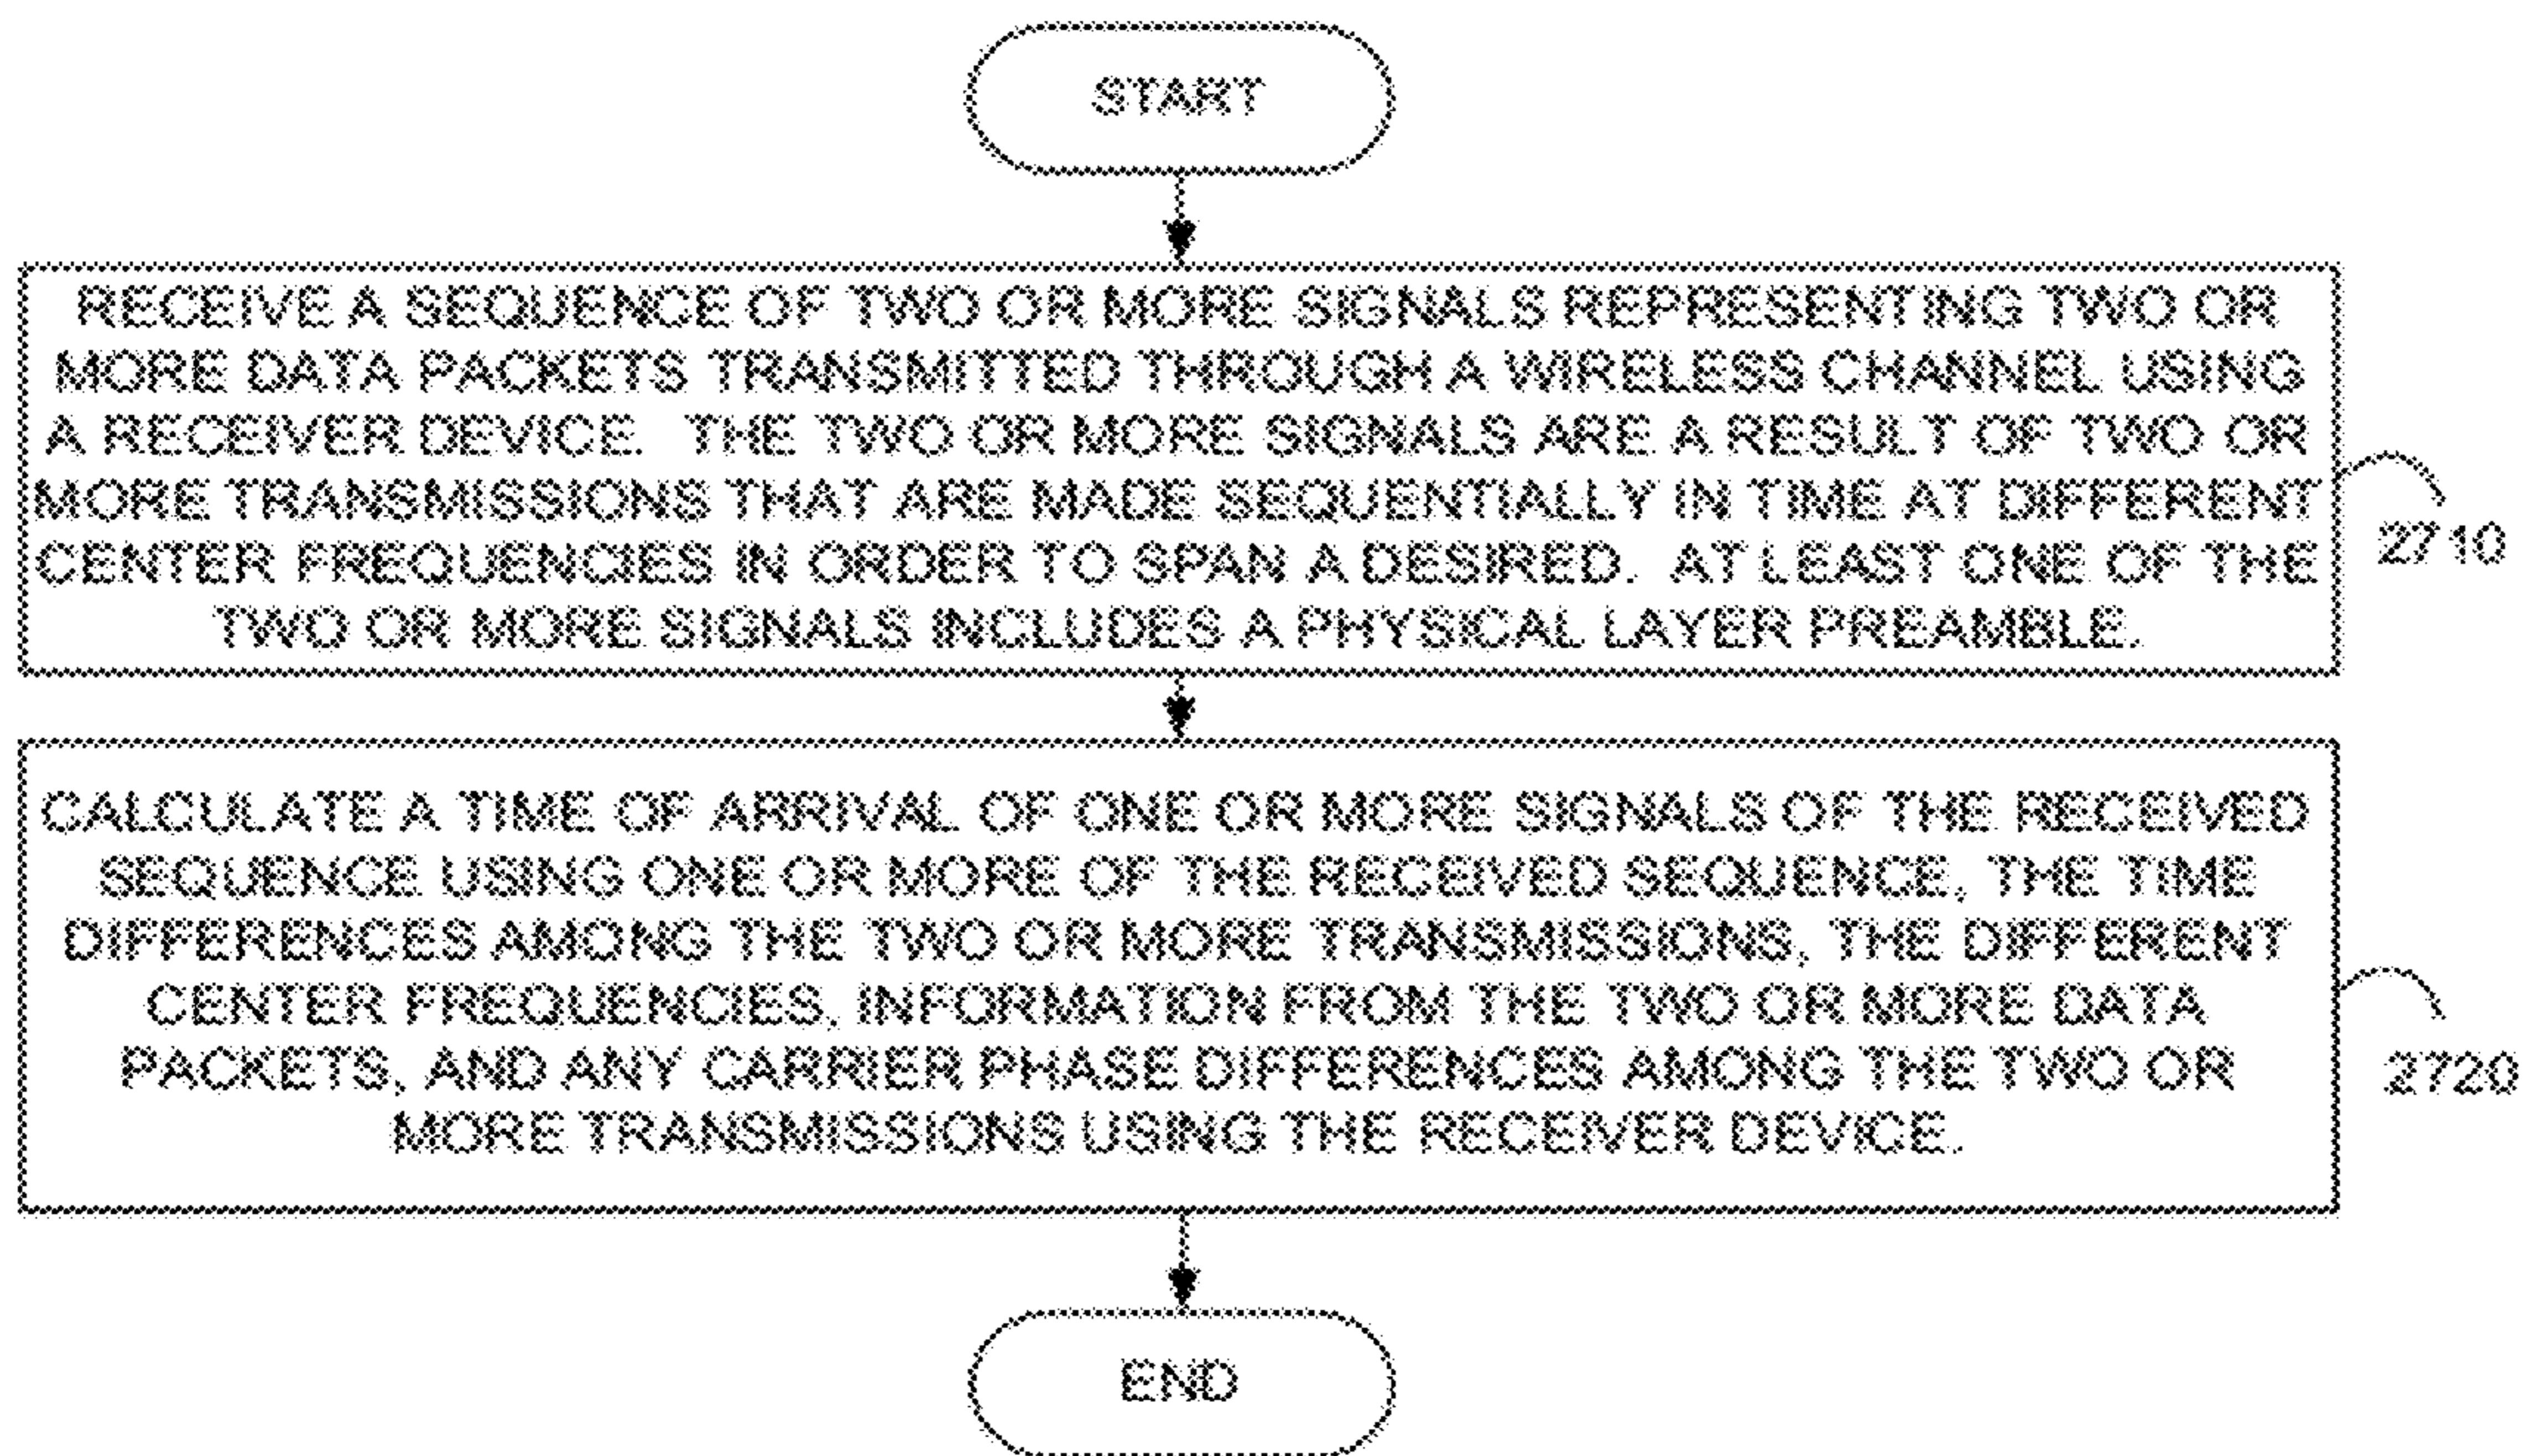 START
RECEIVE A SEQUENCE OF TWO OR MORE SIGNALS REPRESENTING TWO OR
MORE DATA PACKETS TRANSMITTED THROUGH A WIRELESS CHANNEL USING
A RECEIVER DEVICE. THE TWO OR MORE SIGNALS ARE A RESULT OF TWO OR
MORE TRANSMISSIONS THAT ARE MADE SEQUENTIALLY IN TIME AT DIFFERENT
CENTER FREQUENCIES IN ORDER TO SPAN A DESIRED. AT LEAST ONE OF THE
TWO OR MORE SIGNALS INCLUDES A PHYSICAL LAYER PREAMBLE.
2710
CALCULATE A TIME OF ARRIVAL OF ONE OR MORE SIGNALS OF THE RECEIVED
SEQUENCE USING ONE OR MORE OF THE RECEIVED SEQUENCE, THE TIME
DIFFERENCES AMONG THE TWO OR MORE TRANSMISSIONS, THE DIFFERENT
CENTER FREQUENCIES, INFORMATION FROM THE TWO OR MORE DATA
PACKETS, AND ANY CARRIER PHASE DIFFERENCES AMONG THE TWO OR
MORE TRANSMISSIONS USING THE RECEIVER DEVICE.
2720
END